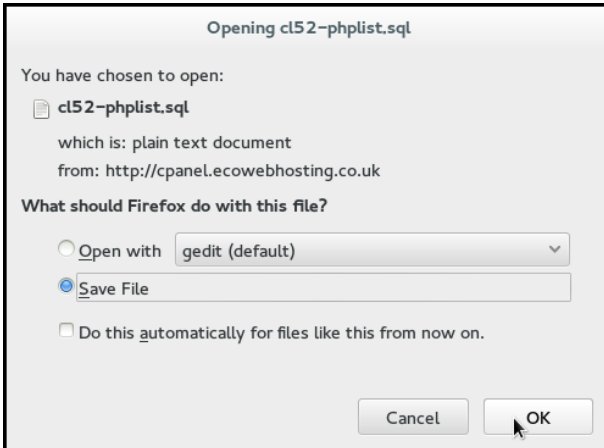 Opening cl52-phplist.sql
You have chosen to open:
cl52-phplist.sql
which is: plain text document
from: http://cpanel.ecowebhosting.co.uk
What should Firefox do with this file?
Open with gedit (default)
Save File
Do this automatically for files like this from now on.
Cancel OK